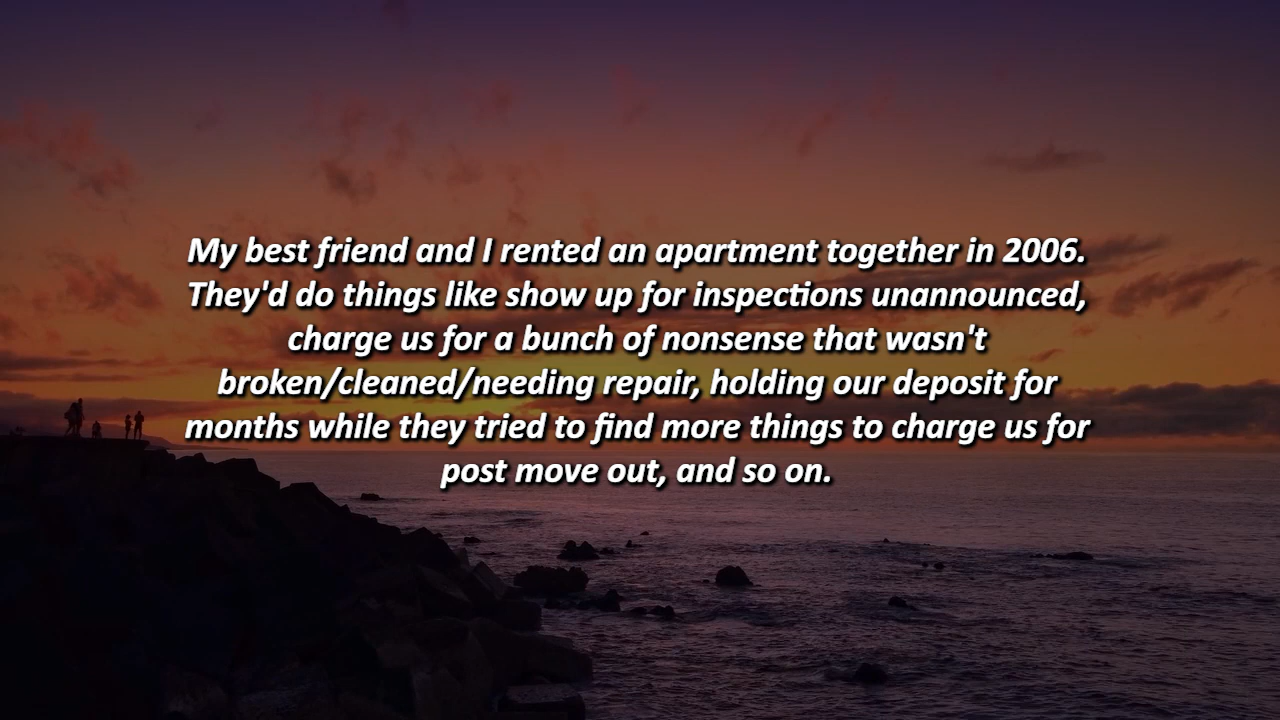 My best friend and I rented an apartment together in 2006.
They'd do things like show up for inspections unannounced,
charge us for a bunch of nonsense that wasn't
broken/cleaned/needing repair, holding our deposit for
months while they tried to find more things to charge us for
post move out, and so on.